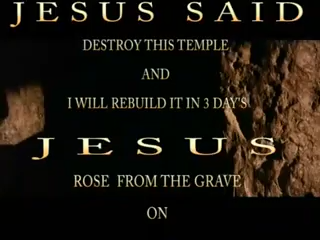 JESUS SAID
DESTROY THIS TEMPLE
AND
I WILL REBUILD IT IN 3 DAY'S
JESUS
ROSE FROM THE GRAVE
ON